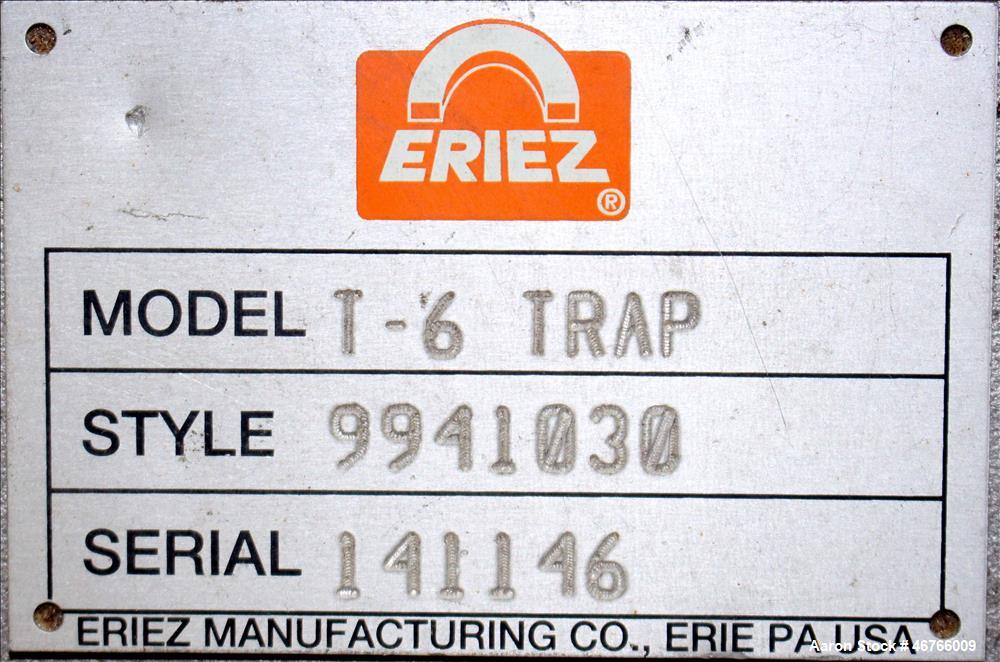 ERIEZ
®
MODEL T-6 TRAP
STYLE 9941030
SERIAL 141146
ERIEZ MANUFACTURING CO., ERIE PA USA
Aaron Stock # 46766009